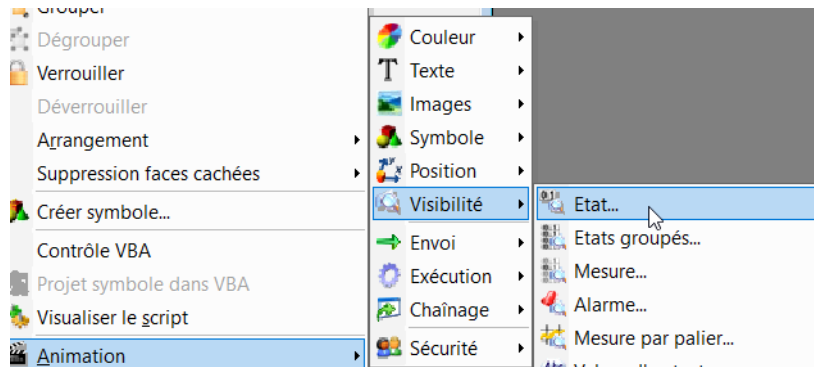 Grouper
Dégrouper
Verrouiller
Déverrouiller
Arrangement
Suppression faces cachées
Créer symbole...
Contrôle VBA
Projet symbole dans VBA
Visualiser le script
Animation
Couleur
Texte
Images
Symbole
Position
Visibilité
Envoi
Exécution
Chaînage
Sécurité
Etat...
Etats groupés...
Mesure...
Alarme...
Mesure par palier...